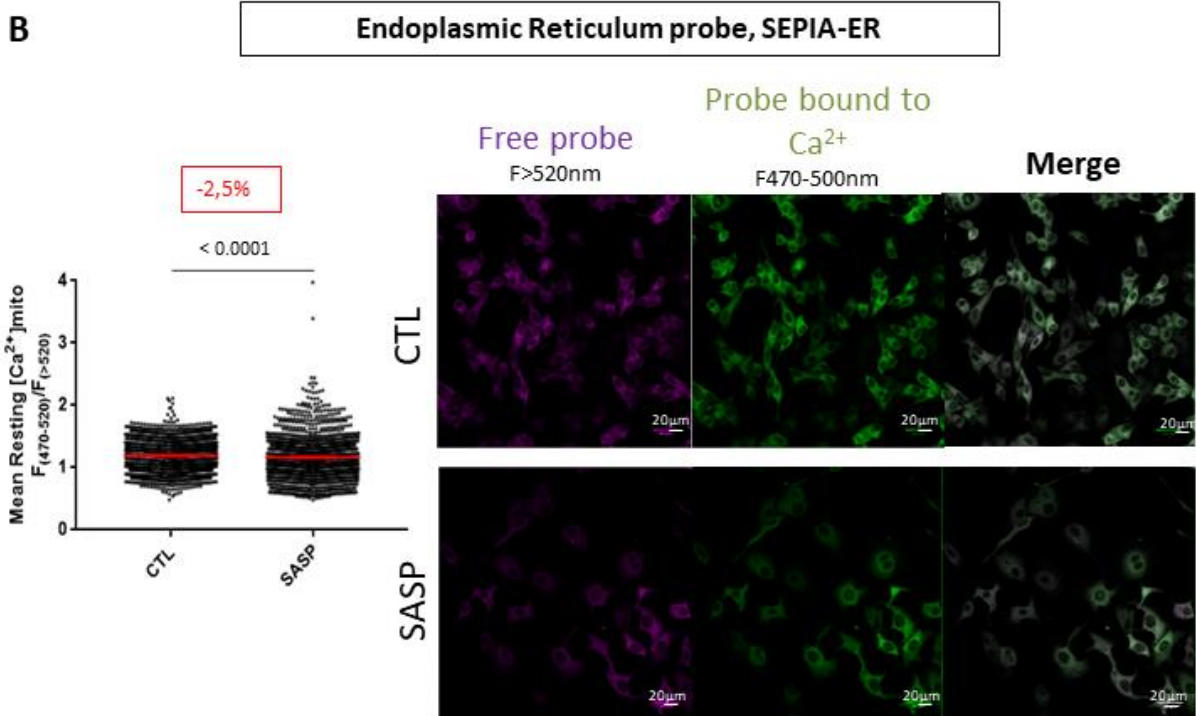 B
Endoplasmic Reticulum probe, SEPIA-ER
Free probe
F>520nm
Probe bound to
Ca²⁺
F470-500nm
Merge
-2,5%
< 0.0001
Mean Resting [Ca²⁺]mito
F(470-520)/F(>520)
4
3
2
1
0
CTL
SASP
CTL
20µm
20µm
20µm
SASP
20µm
20µm
20µm